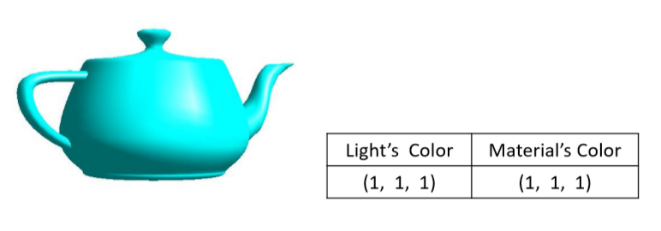 Light's Color Material's Color
(1, 1, 1) (1, 1, 1)